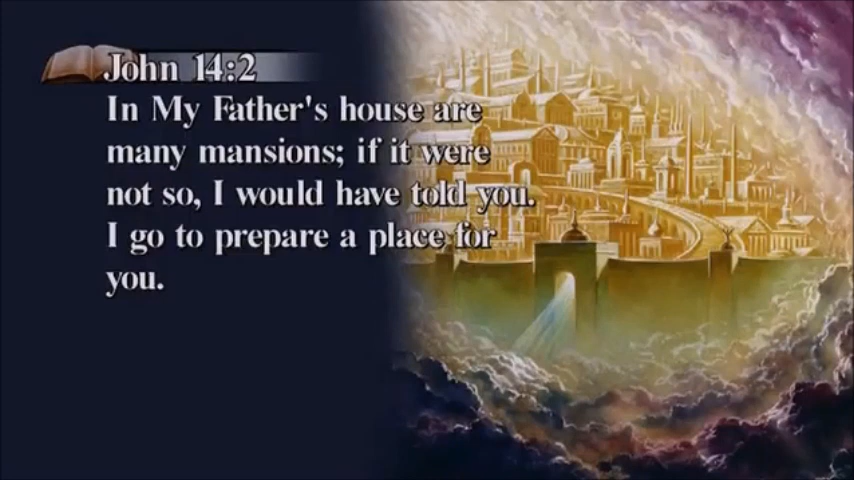 John 14:2
In My Father's house are
many mansions; if it were
not so, I would have told you.
I go to prepare a place for
you.